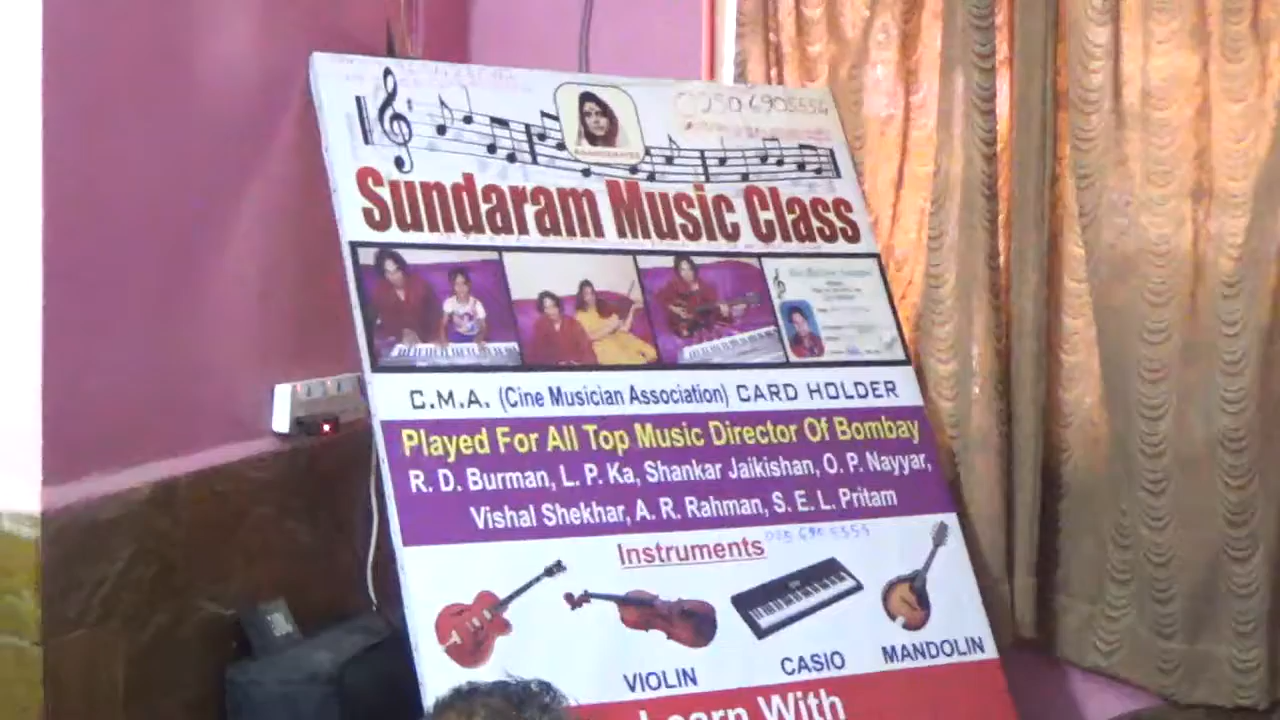 Sundaram Music Class
C.M.A. (Cine Musician Association) CARD HOLDER
Played For All Top Music Director Of Bombay
R. D. Burman, L. P. Ka, Shankar Jaikishan, O. P. Nayyar,
Vishal Shekhar, A. R. Rahman, S. E. L. Pritam
Instruments
VIOLIN
CASIO
MANDOLIN
Learn With